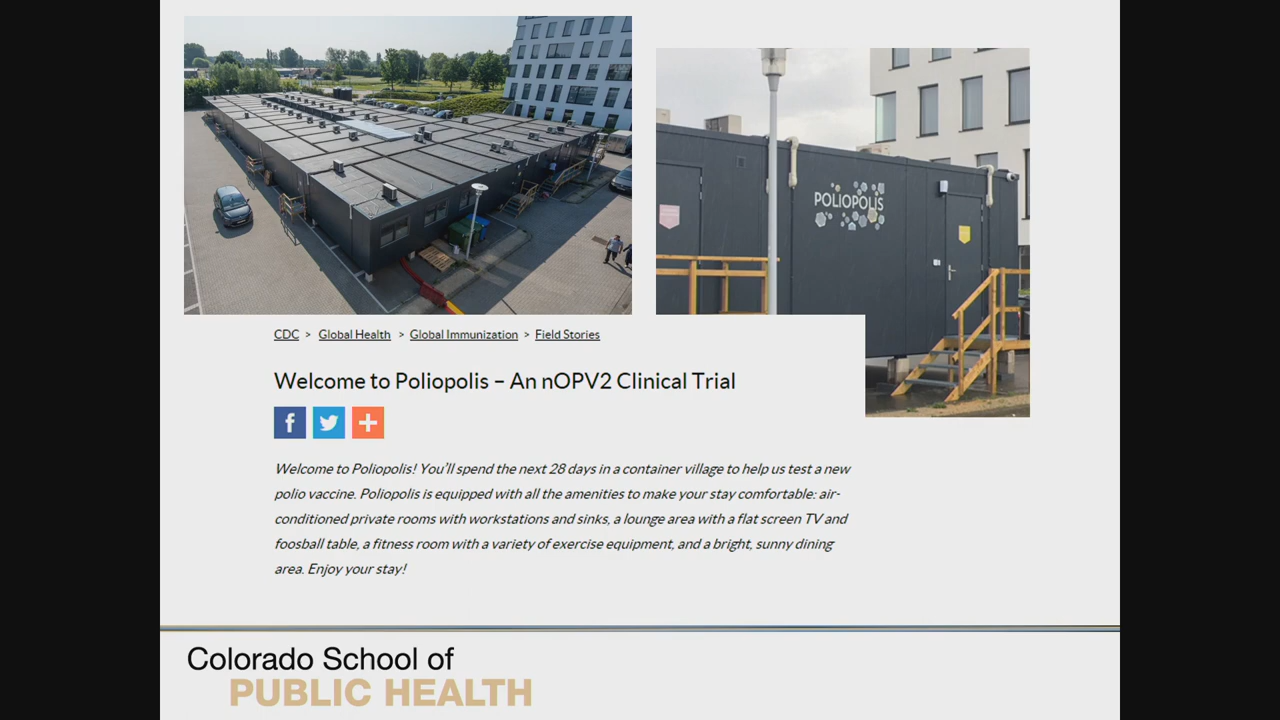 POLIOPOLIS
CDC > Global Health > Global Immunization > Field Stories
Welcome to Poliopolis – An nOPV2 Clinical Trial
Welcome to Poliopolis! You’ll spend the next 28 days in a container village to help us test a new
polio vaccine. Poliopolis is equipped with all the amenities to make your stay comfortable: air-
conditioned private rooms with workstations and sinks, a lounge area with a flat screen TV and
foosball table, a fitness room with a variety of exercise equipment, and a bright, sunny dining
area. Enjoy your stay!
Colorado School of
PUBLIC HEALTH